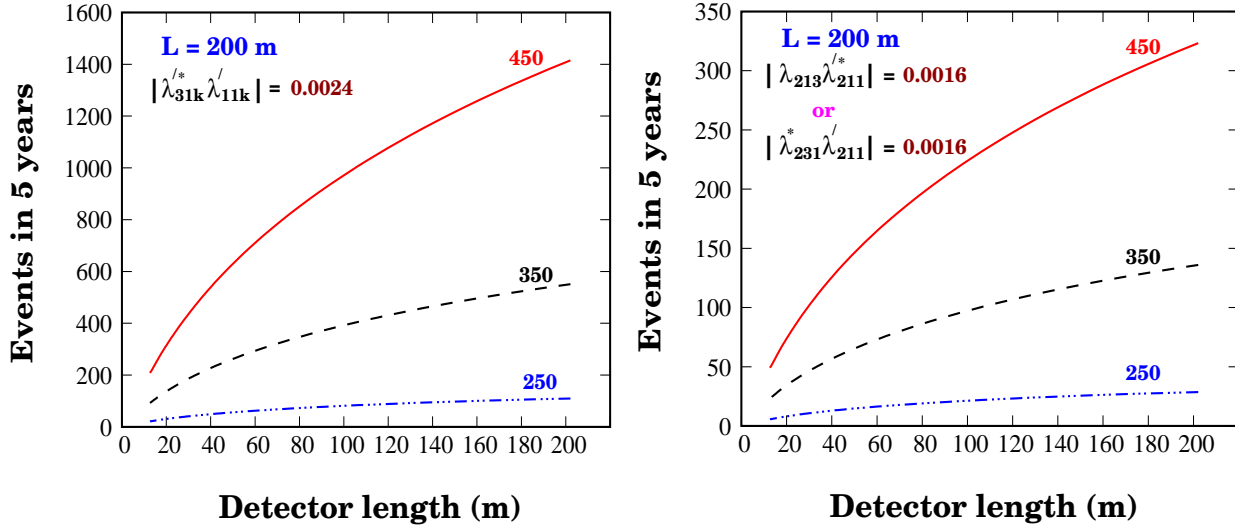 Events in 5 years
1600
1400
1200
1000
800
600
400
200
0
L = 200 m
|λ′*31k λ′11k| = 0.0024
450
350
250
0 20 40 60 80 100 120 140 160 180 200
Detector length (m)
Events in 5 years
350
300
250
200
150
100
50
0
L = 200 m
| λ213 λ′*211| = 0.0016
or
| λ*231 λ′211| = 0.0016
450
350
250
0 20 40 60 80 100 120 140 160 180 200
Detector length (m)